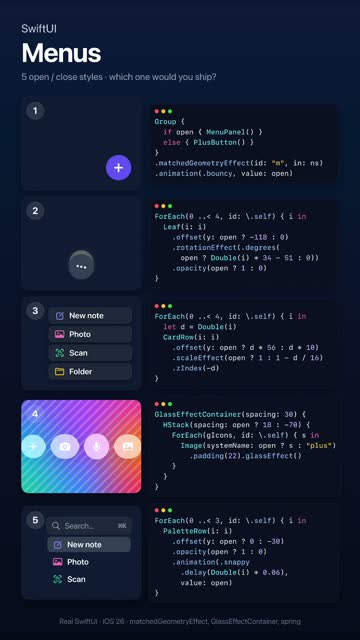 SwiftUI
Menus
5 open / close styles · which one would you ship?
1
Group {
if open { MenuPanel() }
else { PlusButton() }
}
.matchedGeometryEffect(id: "m", in: ns)
.animation(.bouncy, value: open)
2
ForEach(0 ..< 4, id: \.self) { i in
Leaf(i: i)
.offset(y: open ? -118 : 0)
.rotationEffect(.degrees(
open ? Double(i) * 34 - 51 : 0))
.opacity(open ? 1 : 0)
}
3
New note
Photo
Scan
Folder
ForEach(0 ..< 4, id: \.self) { i in
let d = Double(i)
CardRow(i: i)
.offset(y: open ? d * 56 : d * 10)
.scaleEffect(open ? 1 : 1 - d / 16)
.zIndex(-d)
}
4
GlassEffectContainer(spacing: 30) {
HStack(spacing: open ? 18 : -70) {
ForEach(gIcons, id: \.self) { s in
Image(systemName: open ? s : "plus")
.padding(22).glassEffect()
}
}
}
5
Search...
⌘K
New note
Photo
Scan
ForEach(0 ..< 3, id: \.self) { i in
PaletteRow(i: i)
.offset(y: open ? 0 : -30)
.opacity(open ? 1 : 0)
.animation(.snappy
.delay(Double(i) * 0.06),
value: open)
}
Real SwiftUI · iOS 26 · matchedGeometryEffect, GlassEffectContainer, spring